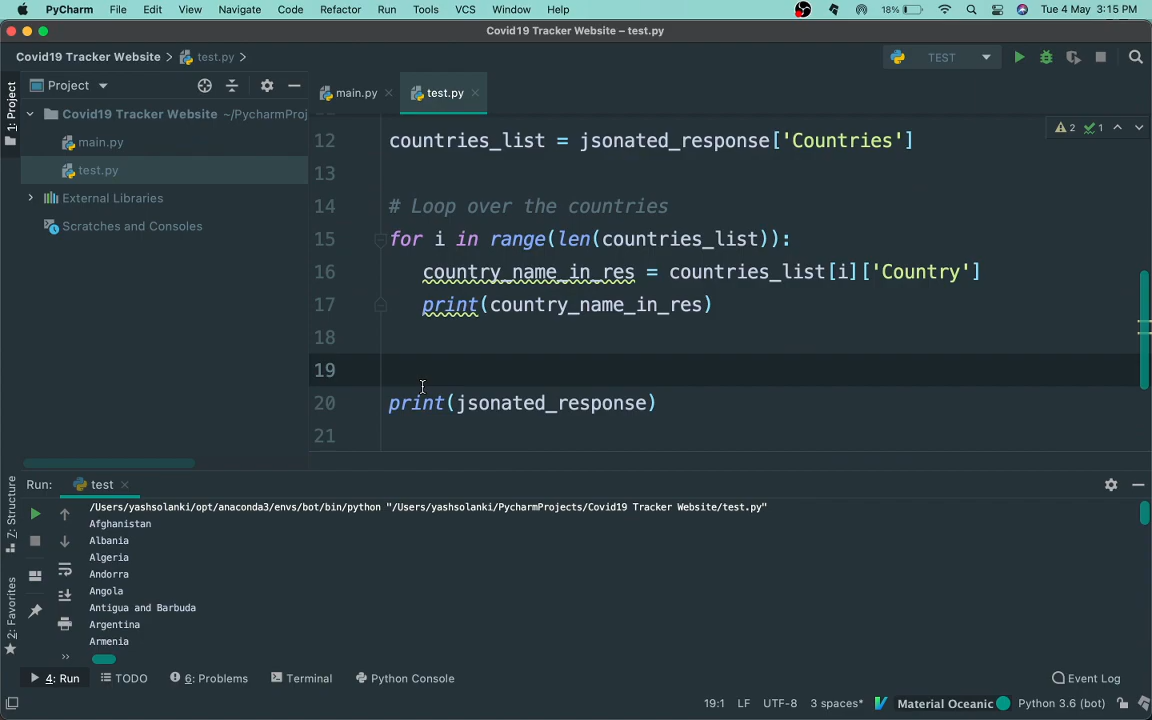 PyCharm File Edit View Navigate Code Refactor Run Tools VCS Window Help 18% Tue 4 May 3:15 PM
Covid19 Tracker Website – test.py
Covid19 Tracker Website > test.py > TEST
Project main.py test.py
1: Project
Covid19 Tracker Website ~/PycharmProj
main.py
test.py
External Libraries
Scratches and Consoles
2 1
12 countries_list = jsonated_response['Countries']
13
14 # Loop over the countries
15 for i in range(len(countries_list)):
16 country_name_in_res = countries_list[i]['Country']
17 print(country_name_in_res)
18
19
20 print(jsonated_response)
21
Z: Structure
2: Favorites
Run: test
/Users/yashsolanki/opt/anaconda3/envs/bot/bin/python "/Users/yashsolanki/PycharmProjects/Covid19 Tracker Website/test.py"
Afghanistan
Albania
Algeria
Andorra
Angola
Antigua and Barbuda
Argentina
Armenia
>>
4: Run TODO 6: Problems Terminal Python Console Event Log
19:1 LF UTF-8 3 spaces* Material Oceanic Python 3.6 (bot)